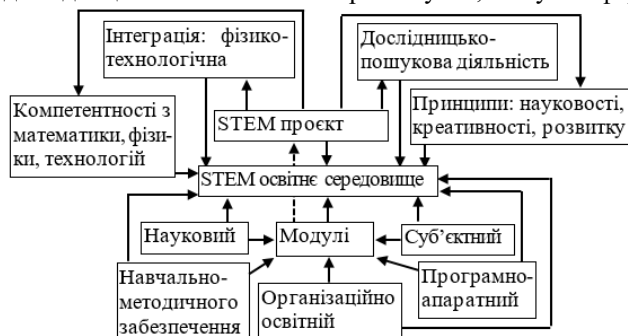 Інтеграція: фізико-
технологічна
Дослідницько-
пошукова діяльність
Компетентності з
математики, фізи-
ки, технологій
STEM проєкт
Принципи: науковості,
креативності, розвитку
STEM освітнє середовище
Науковий
Модулі
Суб’єктний
Навчально-
методичного
забезпечення
Організаційно
освітній
Програмно-
апаратний